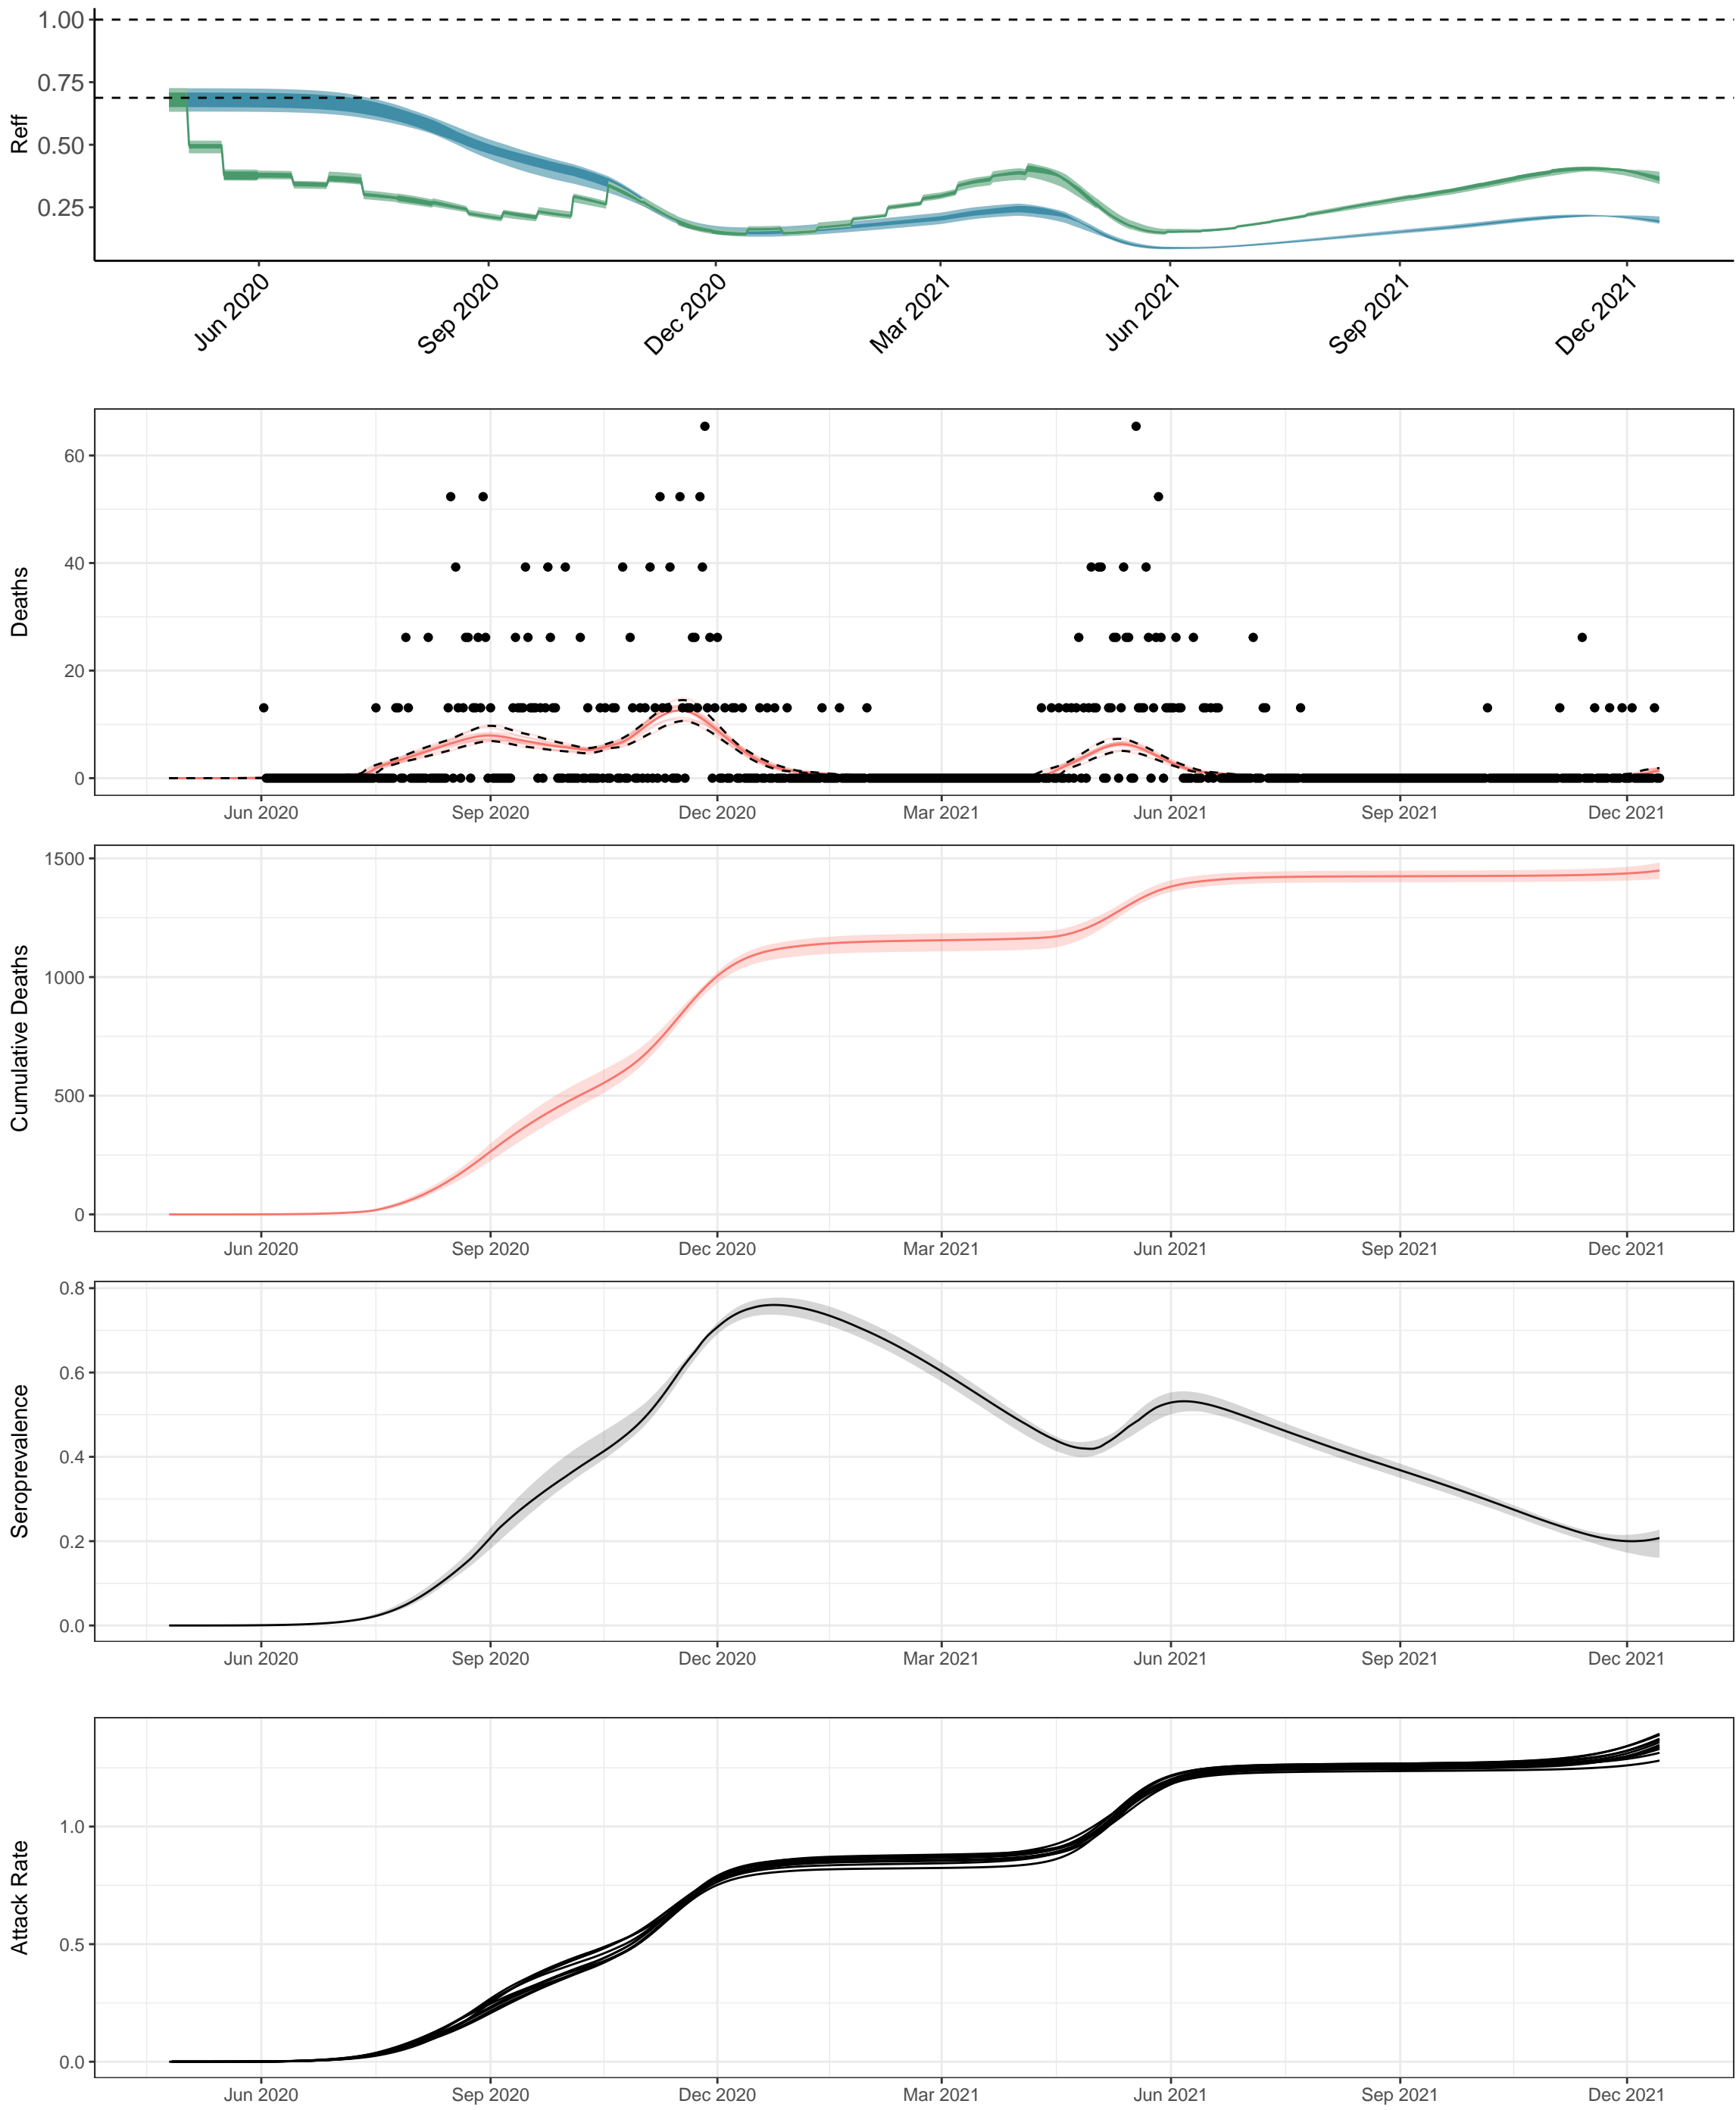 Reff
1.00
0.75
0.50
0.25
Jun 2020
Sep 2020
Dec 2020
Mar 2021
Jun 2021
Sep 2021
Dec 2021
Deaths
60
40
20
0
Jun 2020
Sep 2020
Dec 2020
Mar 2021
Jun 2021
Sep 2021
Dec 2021
Cumulative Deaths
1500
1000
500
0
Jun 2020
Sep 2020
Dec 2020
Mar 2021
Jun 2021
Sep 2021
Dec 2021
Seroprevalence
0.8
0.6
0.4
0.2
0.0
Jun 2020
Sep 2020
Dec 2020
Mar 2021
Jun 2021
Sep 2021
Dec 2021
Attack Rate
1.0
0.5
0.0
Jun 2020
Sep 2020
Dec 2020
Mar 2021
Jun 2021
Sep 2021
Dec 2021